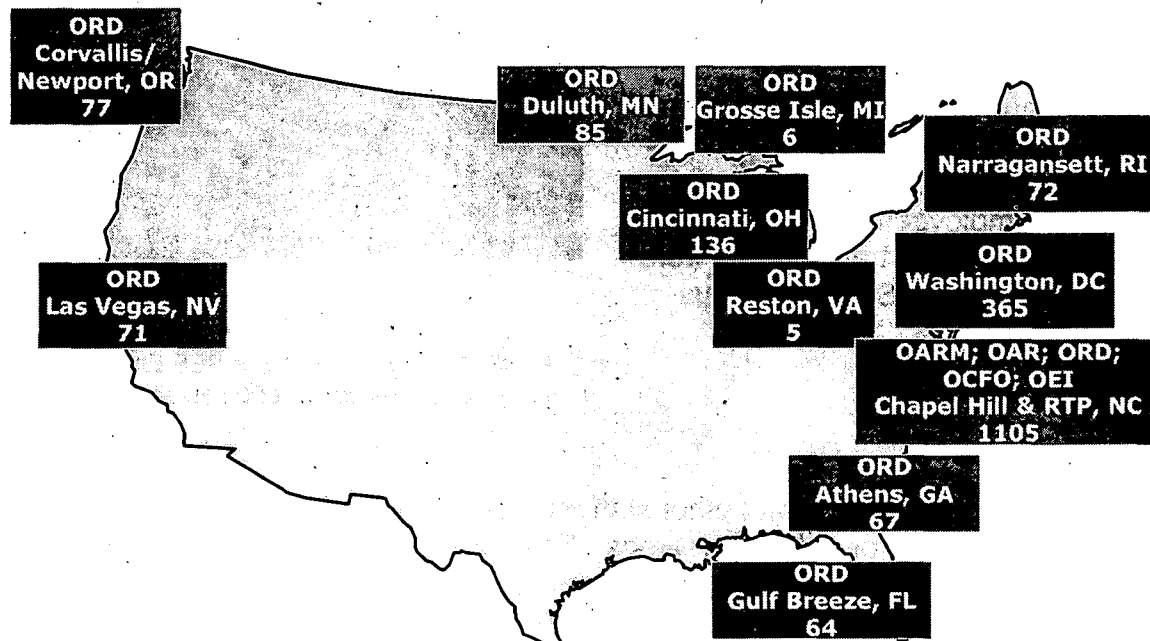 ORD
Corvallis/
Newport, OR
77
ORD
Duluth, MN
85
ORD
Grosse Isle, MI
6
ORD
Narragansett, RI
72
ORD
Cincinnati, OH
136
ORD
Las Vegas, NV
71
ORD
Reston, VA
5
ORD
Washington, DC
365
OARM; OAR; ORD;
OCFO; OEI
Chapel Hill & RTP, NC
1105
ORD
Athens, GA
67
ORD
Gulf Breeze, FL
64